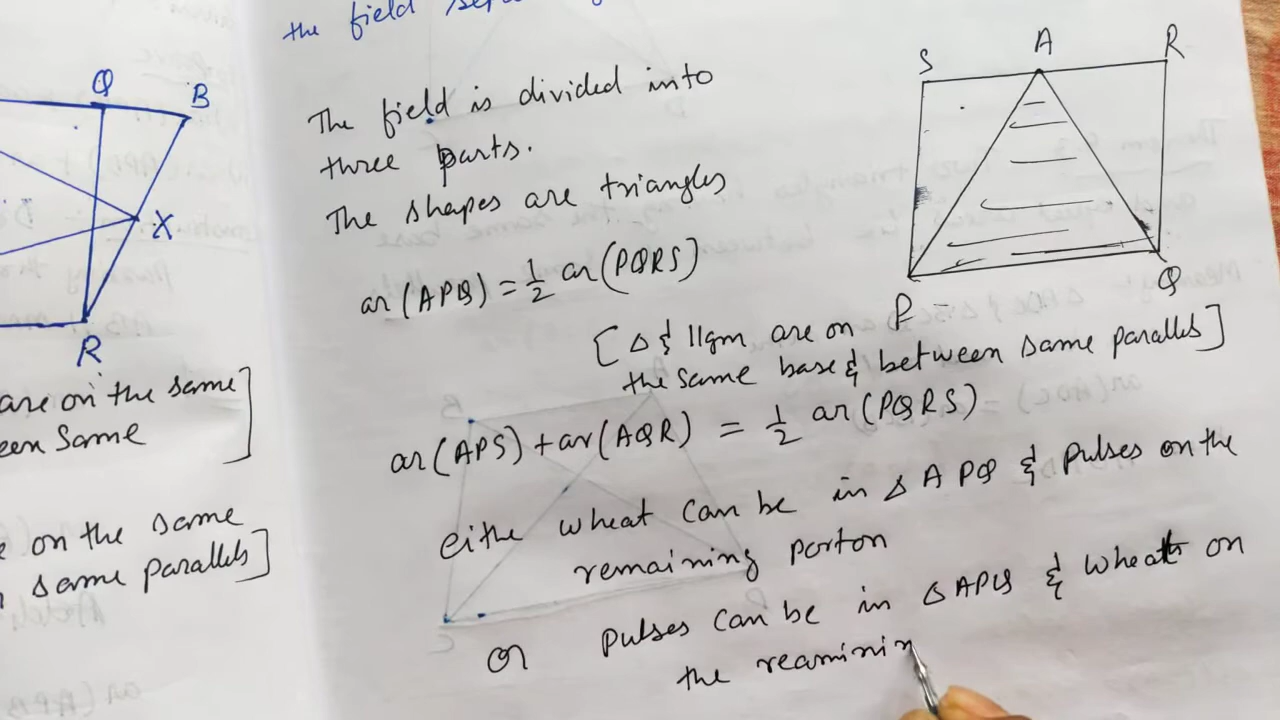 the field
Q B
X
R
are on the same]
een Same
e on the same
same parallels]
The field is divided into
three parts.
The shapes are triangles
ar (APQ) = 1/2 ar (PQRS)
[Δ & ||gm are on
the same base & between same parallels]
ar (APS) + ar (AQR) = 1/2 ar (PQRS)
eithe wheat can be in Δ APQ & Pulses on the
remaining porton
or pulses can be in Δ APQ & wheat on
the reaminin
S A R
P Q